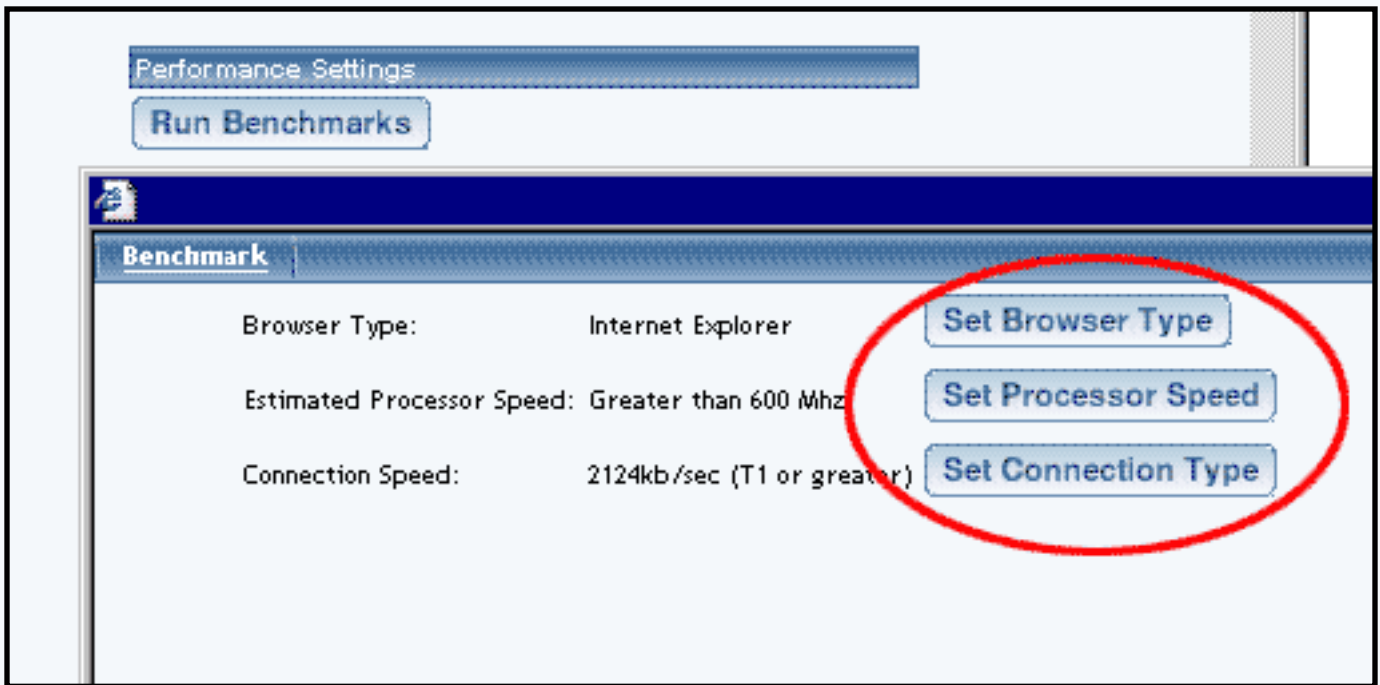 Performance Settings
Run Benchmarks
Benchmark
Browser Type: Internet Explorer Set Browser Type
Estimated Processor Speed: Greater than 600 Mhz Set Processor Speed
Connection Speed: 2124kb/sec (T1 or greater) Set Connection Type